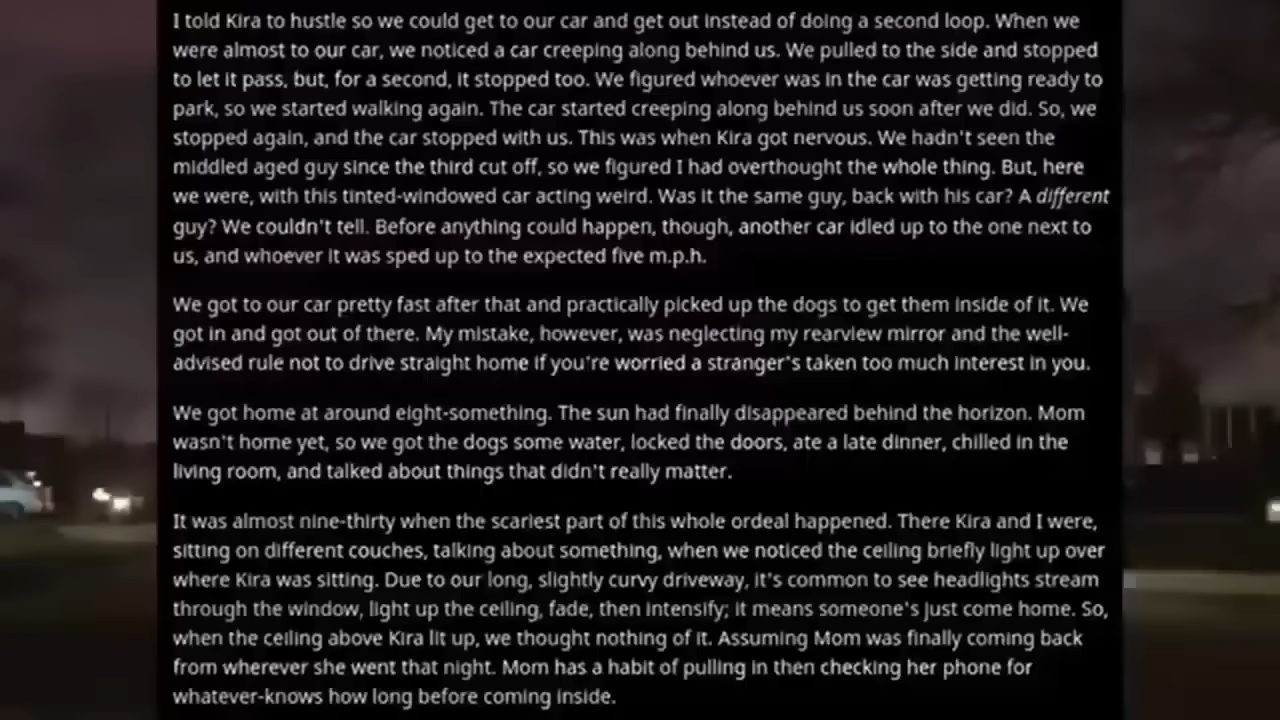 I told Kira to hustle so we could get to our car and get out instead of doing a second loop. When we
were almost to our car, we noticed a car creeping along behind us. We pulled to the side and stopped
to let it pass, but, for a second, it stopped too. We figured whoever was in the car was getting ready to
park, so we started walking again. The car started creeping along behind us soon after we did. So, we
stopped again, and the car stopped with us. This was when Kira got nervous. We hadn't seen the
middled aged guy since the third cut off, so we figured I had overthought the whole thing. But, here
we were, with this tinted-windowed car acting weird. Was it the same guy, back with his car? A different
guy? We couldn't tell. Before anything could happen, though, another car idled up to the one next to
us, and whoever it was sped up to the expected five m.p.h.
We got to our car pretty fast after that and practically picked up the dogs to get them inside of it. We
got in and got out of there. My mistake, however, was neglecting my rearview mirror and the well-
advised rule not to drive straight home if you're worried a stranger's taken too much interest in you.
We got home at around eight-something. The sun had finally disappeared behind the horizon. Mom
wasn't home yet, so we got the dogs some water, locked the doors, ate a late dinner, chilled in the
living room, and talked about things that didn't really matter.
It was almost nine-thirty when the scariest part of this whole ordeal happened. There Kira and I were,
sitting on different couches, talking about something, when we noticed the ceiling briefly light up over
where Kira was sitting. Due to our long, slightly curvy driveway, it's common to see headlights stream
through the window, light up the ceiling, fade, then intensify; it means someone's just come home. So,
when the ceiling above Kira lit up, we thought nothing of it. Assuming Mom was finally coming back
from wherever she went that night. Mom has a habit of pulling in then checking her phone for
whatever-knows how long before coming inside.